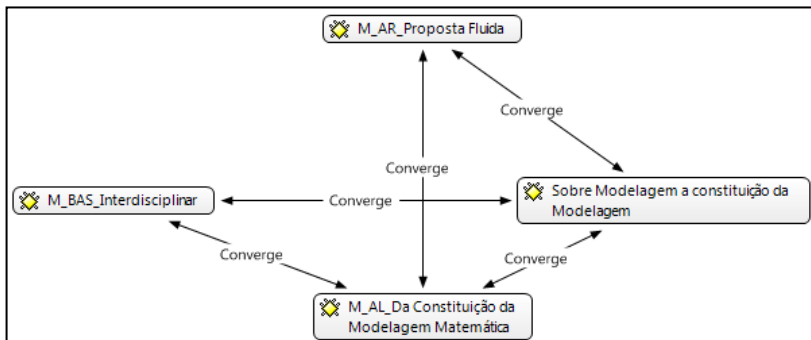 M_AR_Proposta Fluida
Converge
Converge
M_BAS_Interdisciplinar
Converge
Sobre Modelagem a constituição da
Modelagem
Converge
Converge
M_AL_Da Constituição da
Modelagem Matemática